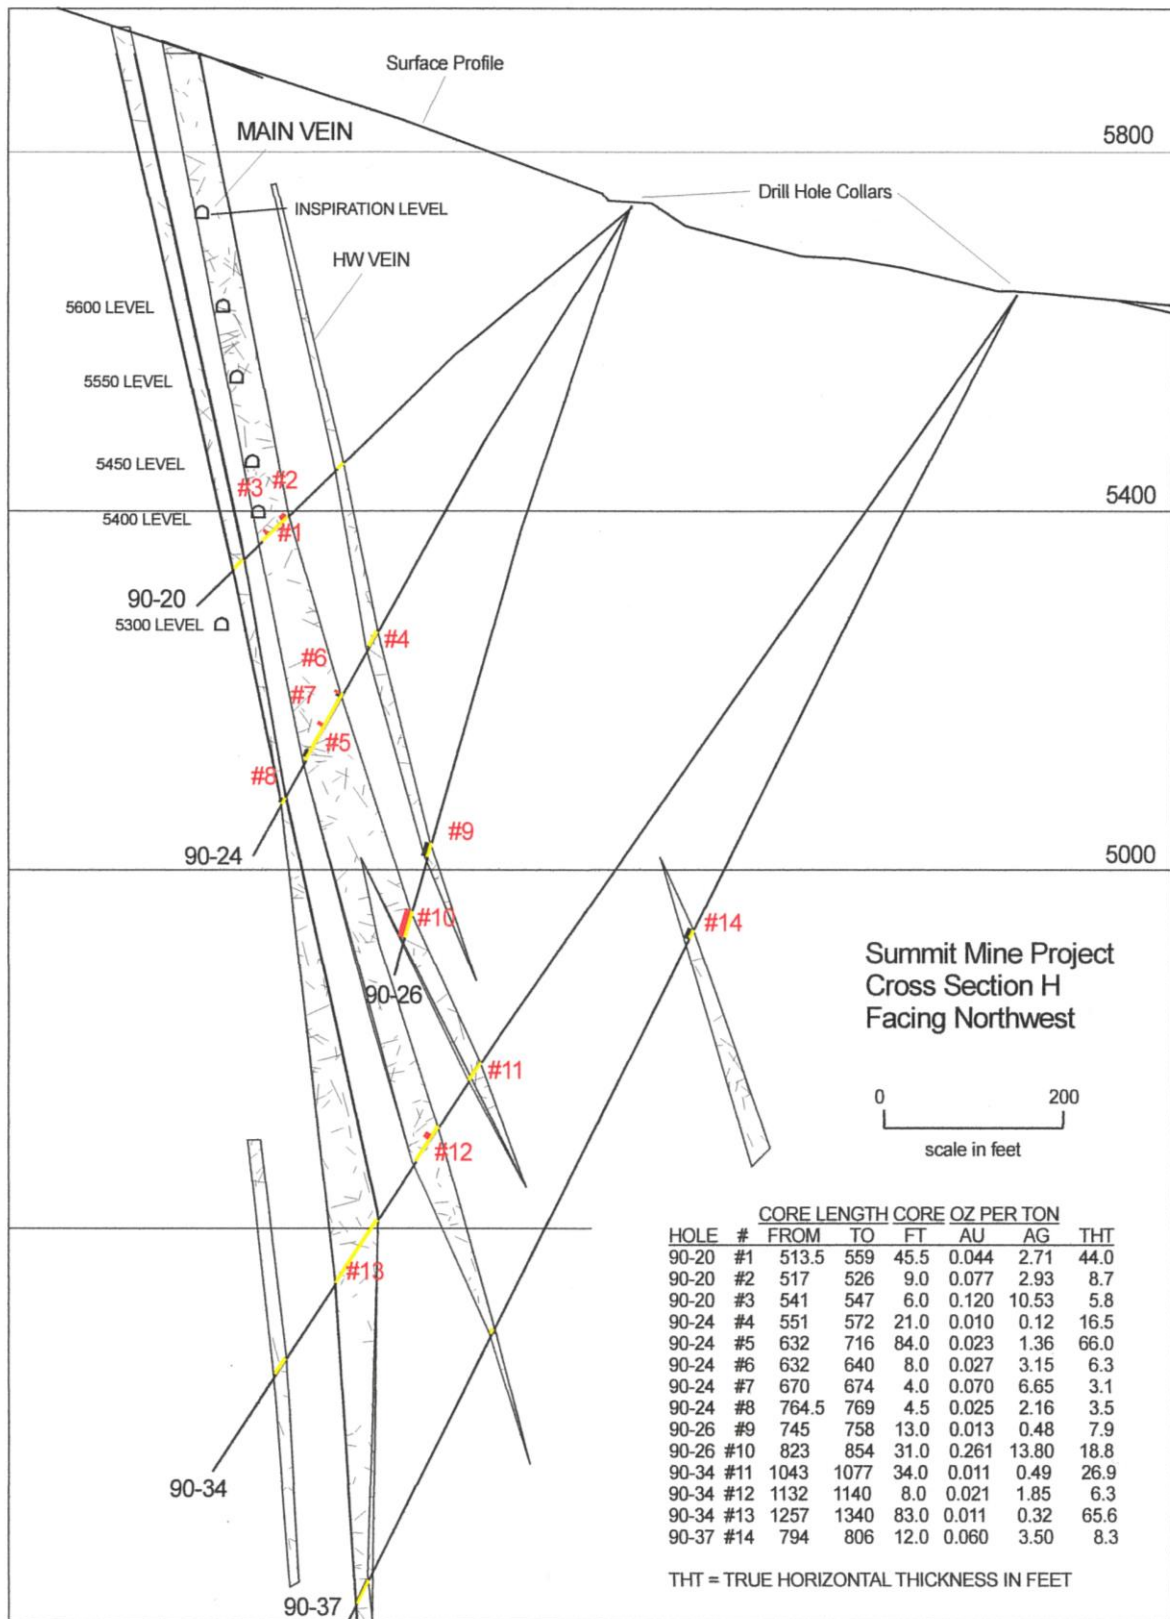 Surface Profile
MAIN VEIN
5800
Drill Hole Collars
D
INSPIRATION LEVEL
HW VEIN
5600 LEVEL
D
5550 LEVEL
D
5450 LEVEL
D
#3
#2
5400 LEVEL
D
5400
#1
90-20
5300 LEVEL
D
#4
#6
#7
#5
#8
90-24
#9
5000
#10
#14
90-26
Summit Mine Project
Cross Section H
Facing Northwest
#11
0 200
scale in feet
#12
#13
90-34
90-37
CORE LENGTH CORE OZ PER TON
HOLE # FROM TO FT AU AG THT
90-20 #1 513.5 559 45.5 0.044 2.71 44.0
90-20 #2 517 526 9.0 0.077 2.93 8.7
90-20 #3 541 547 6.0 0.120 10.53 5.8
90-24 #4 551 572 21.0 0.010 0.12 16.5
90-24 #5 632 716 84.0 0.023 1.36 66.0
90-24 #6 632 640 8.0 0.027 3.15 6.3
90-24 #7 670 674 4.0 0.070 6.65 3.1
90-24 #8 764.5 769 4.5 0.025 2.16 3.5
90-26 #9 745 758 13.0 0.013 0.48 7.9
90-26 #10 823 854 31.0 0.261 13.80 18.8
90-34 #11 1043 1077 34.0 0.011 0.49 26.9
90-34 #12 1132 1140 8.0 0.021 1.85 6.3
90-34 #13 1257 1340 83.0 0.011 0.32 65.6
90-37 #14 794 806 12.0 0.060 3.50 8.3
THT = TRUE HORIZONTAL THICKNESS IN FEET